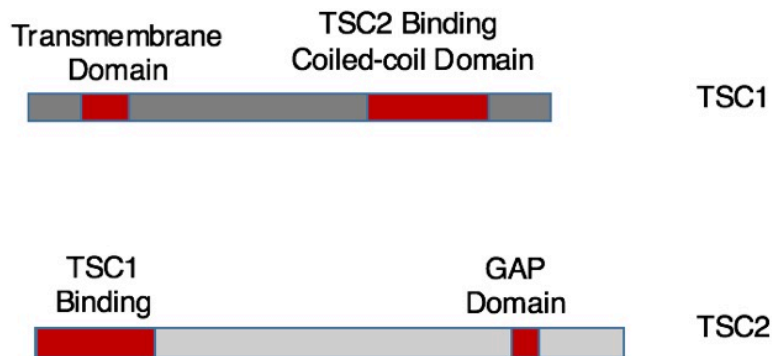 Transmembrane
Domain
TSC2 Binding
Coiled-coil Domain
TSC1
TSC1
Binding
GAP
Domain
TSC2